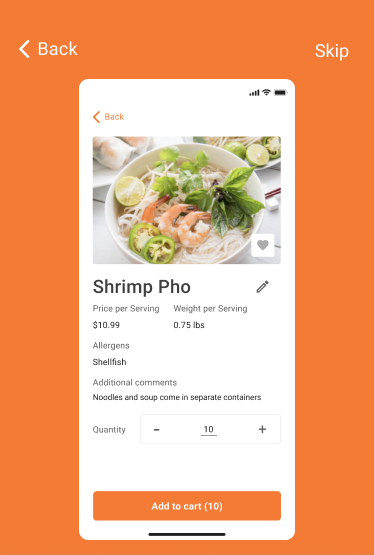 Back
Skip
Back
Shrimp Pho
Price per Serving Weight per Serving
$10.99 0.75 lbs
Allergens
Shellfish
Additional comments
Noodles and soup come in separate containers
Quantity - 10 +
Add to cart (10)